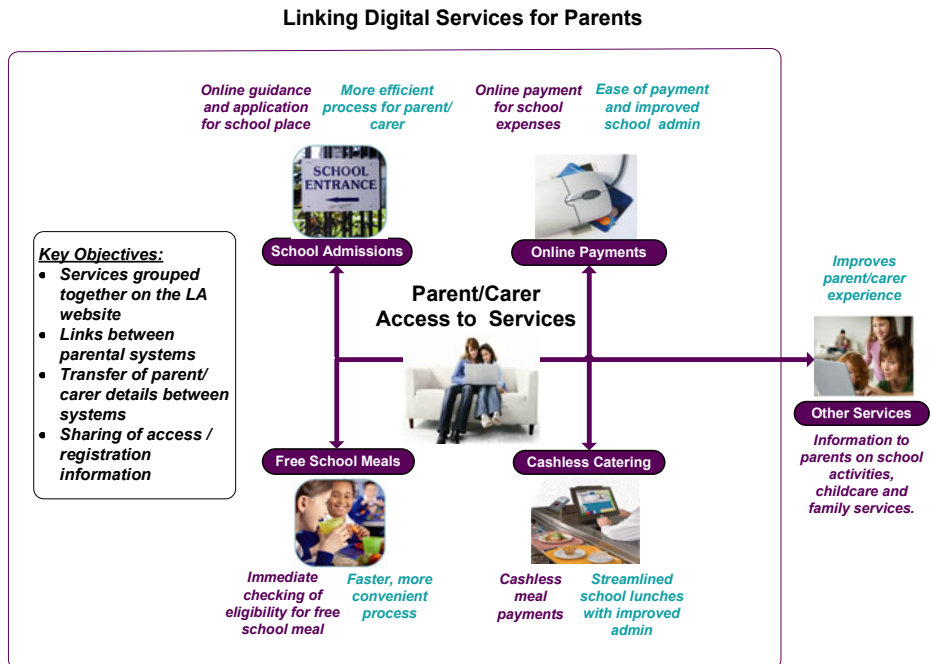 Linking Digital Services for Parents
Online guidance
and application
for school place
More efficient
process for parent/
carer
Online payment
for school
expenses
Ease of payment
and improved
school admin
SCHOOL
ENTRANCE
School Admissions
Online Payments
Key Objectives:
• Services grouped
together on the LA
website
• Links between
parental systems
• Transfer of parent/
carer details between
systems
• Sharing of access /
registration
information
Parent/Carer
Access to Services
Improves
parent/carer
experience
Other Services
Information to
parents on school
activities,
childcare and
family services.
Free School Meals
Cashless Catering
Immediate
checking of
eligibility for free
school meal
Faster, more
convenient
process
Cashless
meal
payments
Streamlined
school lunches
with improved
admin